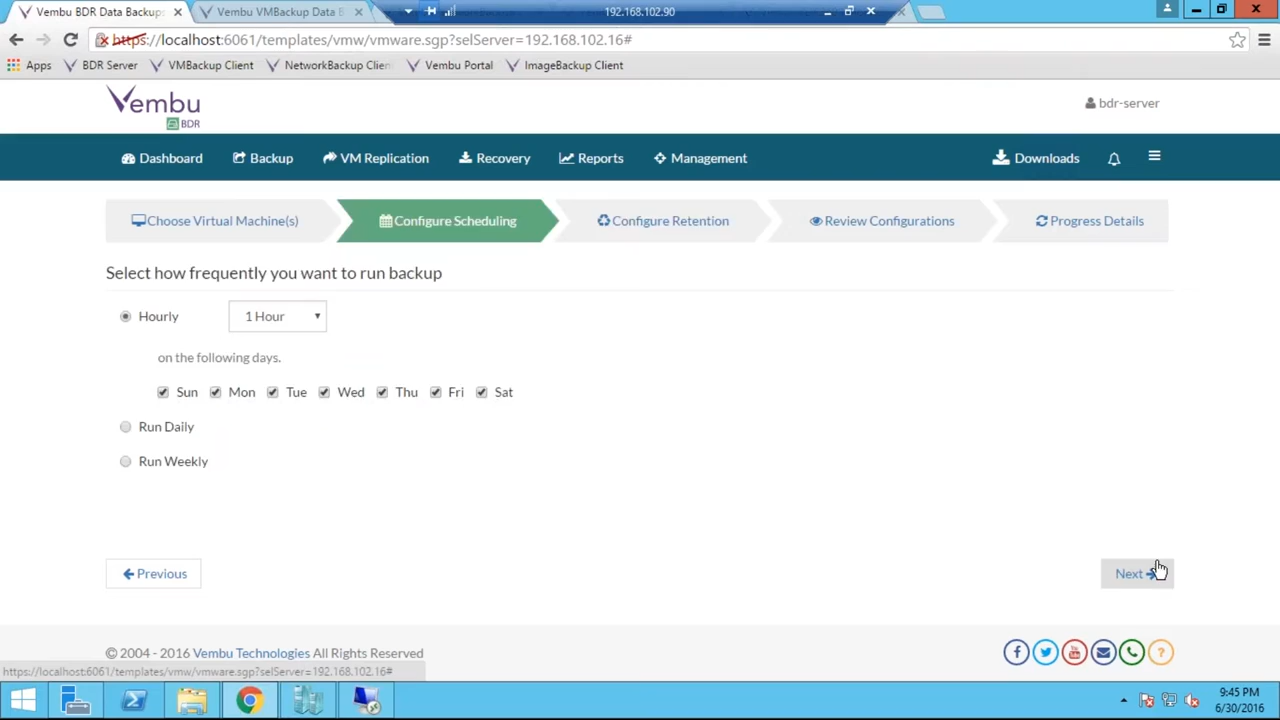 Vembu BDR Data Backups
Vembu VMBackup Data B
192.168.102.90
https://localhost:6061/templates/vmw/vmware.sgp?selServer=192.168.102.16#
Apps
BDR Server
VMBackup Client
NetworkBackup Clien
Vembu Portal
ImageBackup Client
Vembu
BDR
bdr-server
Dashboard
Backup
VM Replication
Recovery
Reports
Management
Downloads
Choose Virtual Machine(s)
Configure Scheduling
Configure Retention
Review Configurations
Progress Details
Select how frequently you want to run backup
Hourly
1 Hour
on the following days.
Sun Mon Tue Wed Thu Fri Sat
Run Daily
Run Weekly
Previous
Next
© 2004 - 2016 Vembu Technologies All Rights Reserved
https://localhost:6061/templates/vmw/vmware.sgp?selServer=192.168.102.16#
9:45 PM
6/30/2016